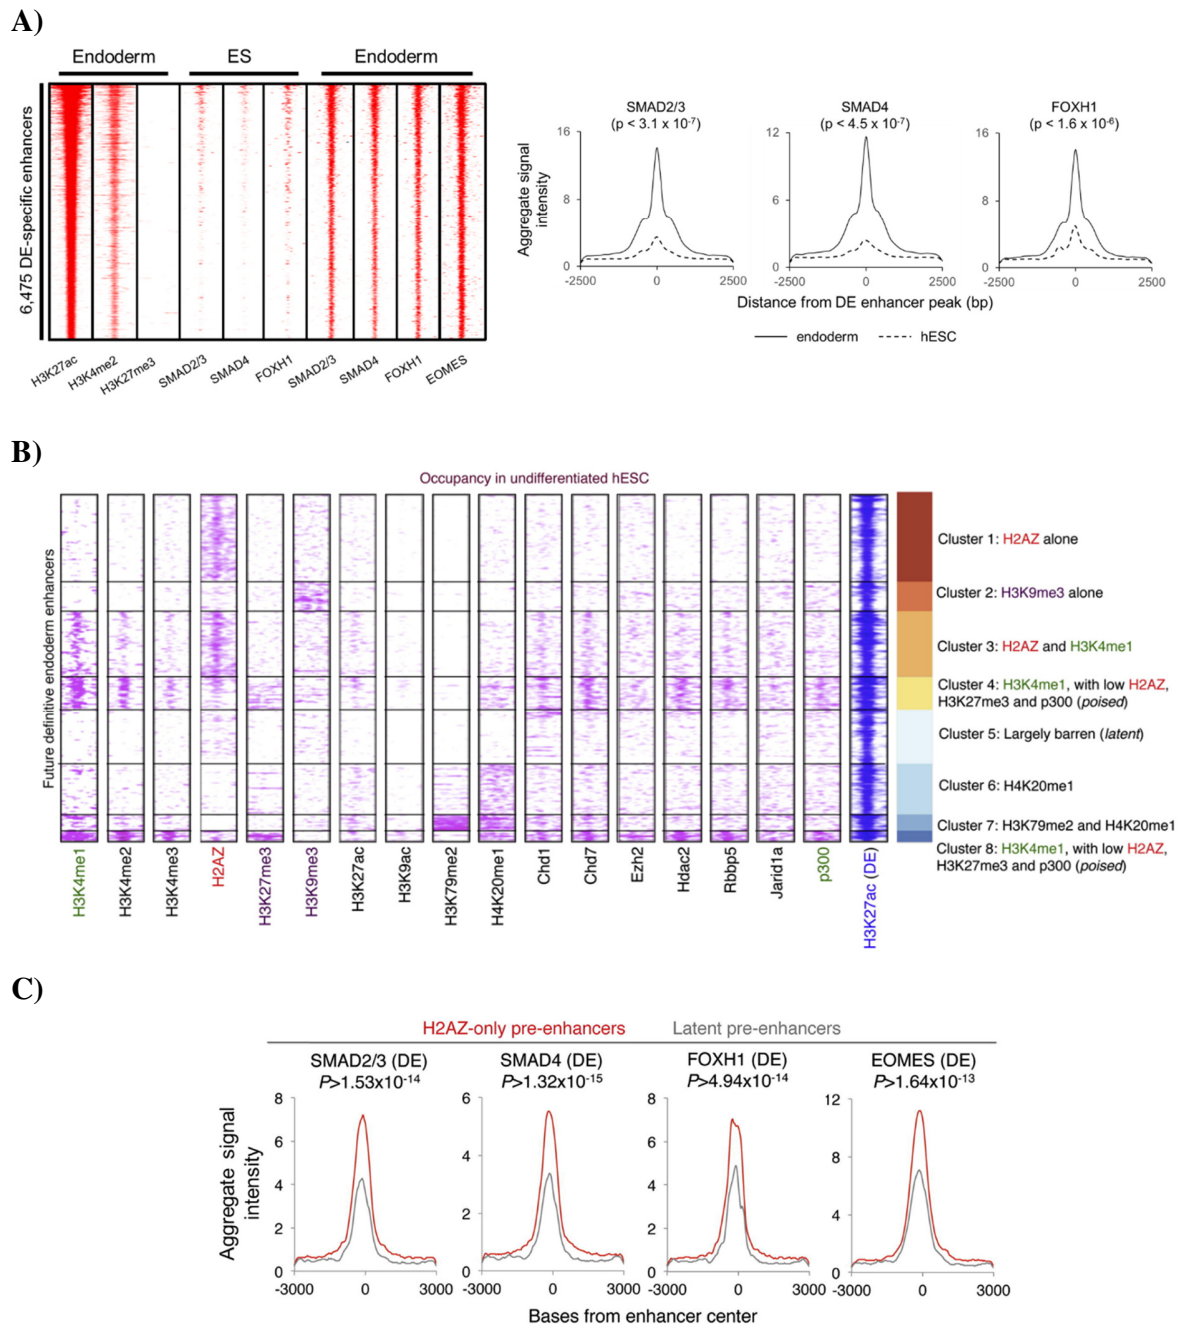 A)
Endoderm
ES
Endoderm
6,475 DE-specific enhancers
H3K27ac
H3K4me2
H3K27me3
SMAD2/3
SMAD4
FOXH1
SMAD2/3
SMAD4
FOXH1
EOMES
SMAD2/3
(p < 3.1 x 10-7)
SMAD4
(p < 4.5 x 10-7)
FOXH1
(p < 1.6 x 10-6)
Aggregate signal
intensity
16
8
0
12
8
4
0
16
8
0
-2500
0
2500
-2500
0
2500
-2500
0
2500
Distance from DE enhancer peak (bp)
endoderm
hESC
B)
Occupancy in undifferentiated hESC
Future definitive endoderm enhancers
Cluster 1: H2AZ alone
Cluster 2: H3K9me3 alone
Cluster 3: H2AZ and H3K4me1
Cluster 4: H3K4me1, with low H2AZ,
H3K27me3 and p300 (poised)
Cluster 5: Largely barren (latent)
Cluster 6: H4K20me1
Cluster 7: H3K79me2 and H4K20me1
Cluster 8: H3K4me1, with low H2AZ,
H3K27me3 and p300 (poised)
H3K4me1
H3K4me2
H3K4me3
H2AZ
H3K27me3
H3K9me3
H3K27ac
H3K9ac
H3K79me2
H4K20me1
Chd1
Chd7
Ezh2
Hdac2
Rbbp5
Jarid1a
p300
H3K27ac (DE)
C)
H2AZ-only pre-enhancers
Latent pre-enhancers
SMAD2/3 (DE)
P>1.53x10-14
SMAD4 (DE)
P>1.32x10-15
FOXH1 (DE)
P>4.94x10-14
EOMES (DE)
P>1.64x10-13
Aggregate signal
intensity
8
6
4
2
0
6
4
2
0
8
6
4
2
0
12
8
4
0
-3000
0
3000
-3000
0
3000
-3000
0
3000
-3000
0
3000
Bases from enhancer center